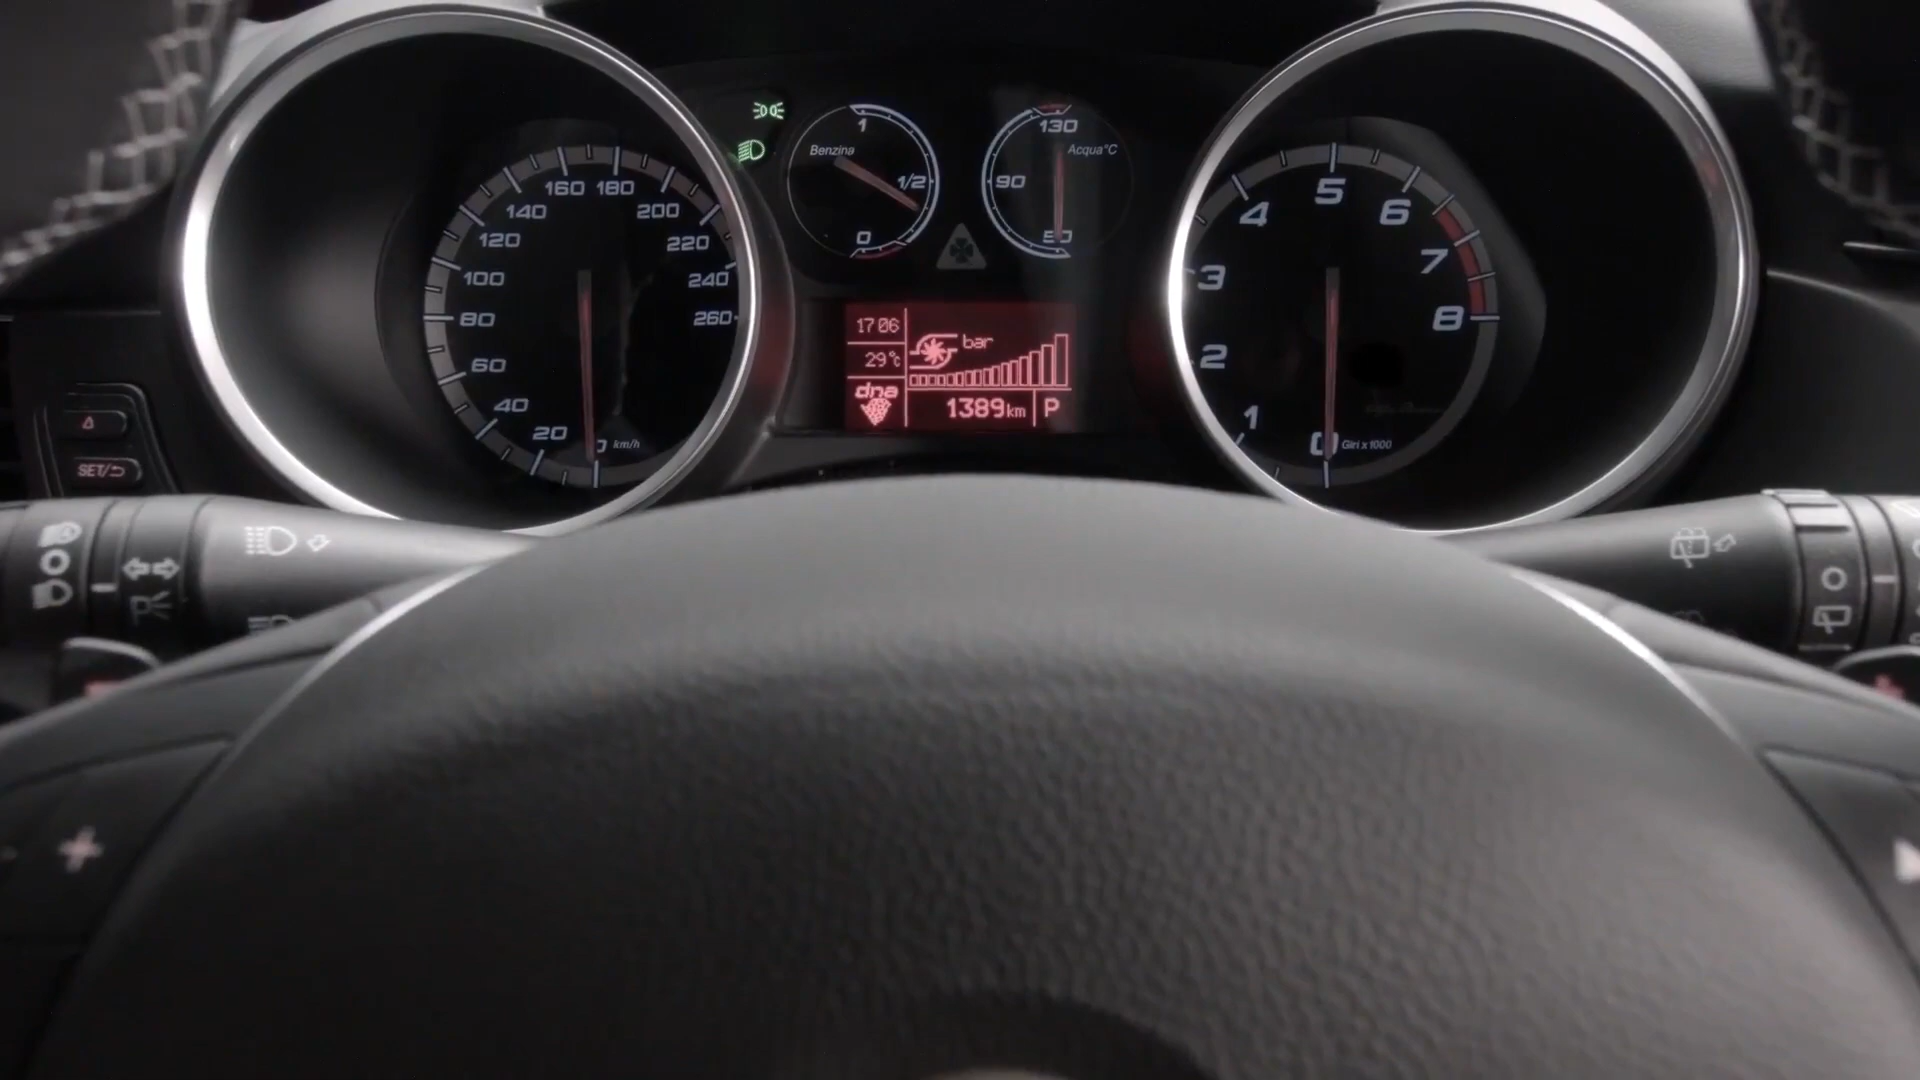 160 180
140
200
120
220
100
240
80
260
60
40
20
0 km/h
1
Benzina
1/2
0
130
Acqua°C
90
50
17 06
bar
29°c
dna
1389km
P
5
4
6
3
7
8
2
1
0 Giri x 1000
SET/